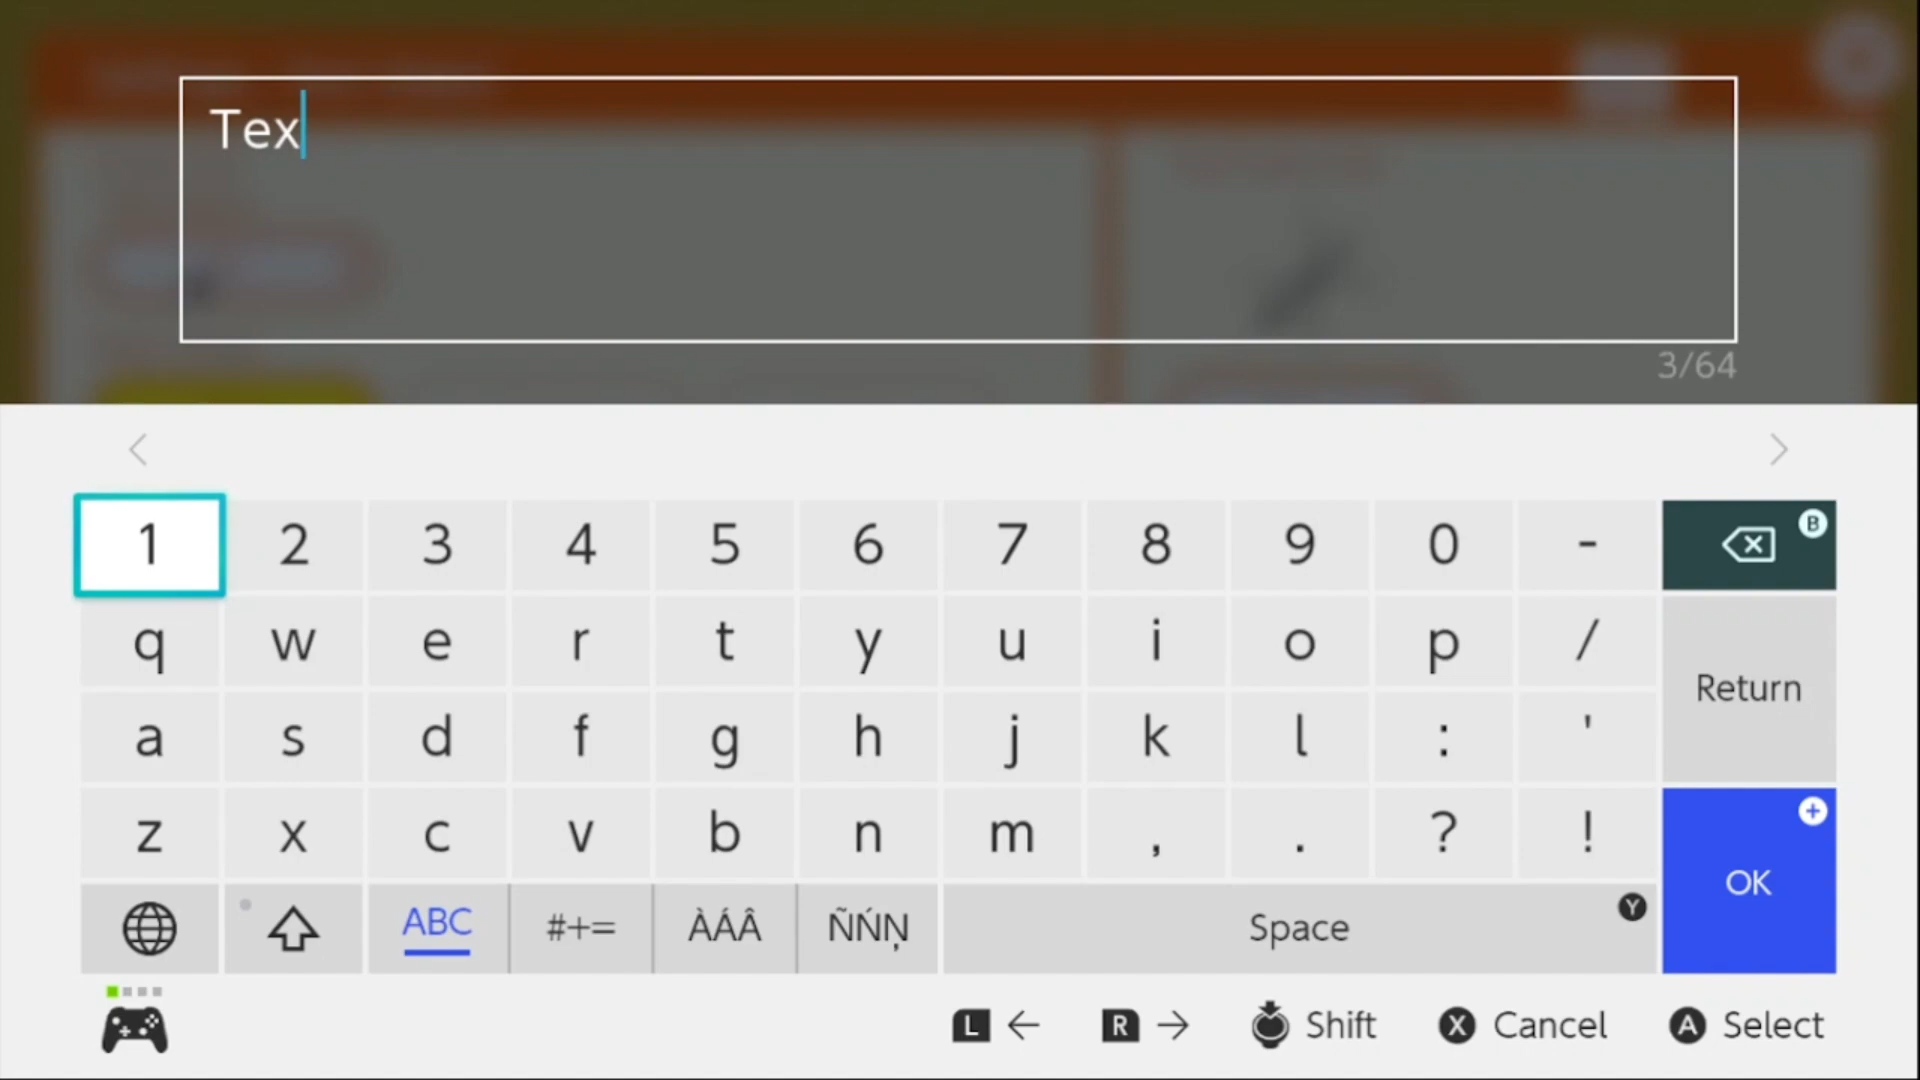 Tex
3/64
1 2 3 4 5 6 7 8 9 0 - B
q w e r t y u i o p / Return
a s d f g h j k l : '
z x c v b n m , . ? ! + OK
ABC #+= ÀÁÂ ÑŃŅ Space Y
L ← R → Shift X Cancel A Select